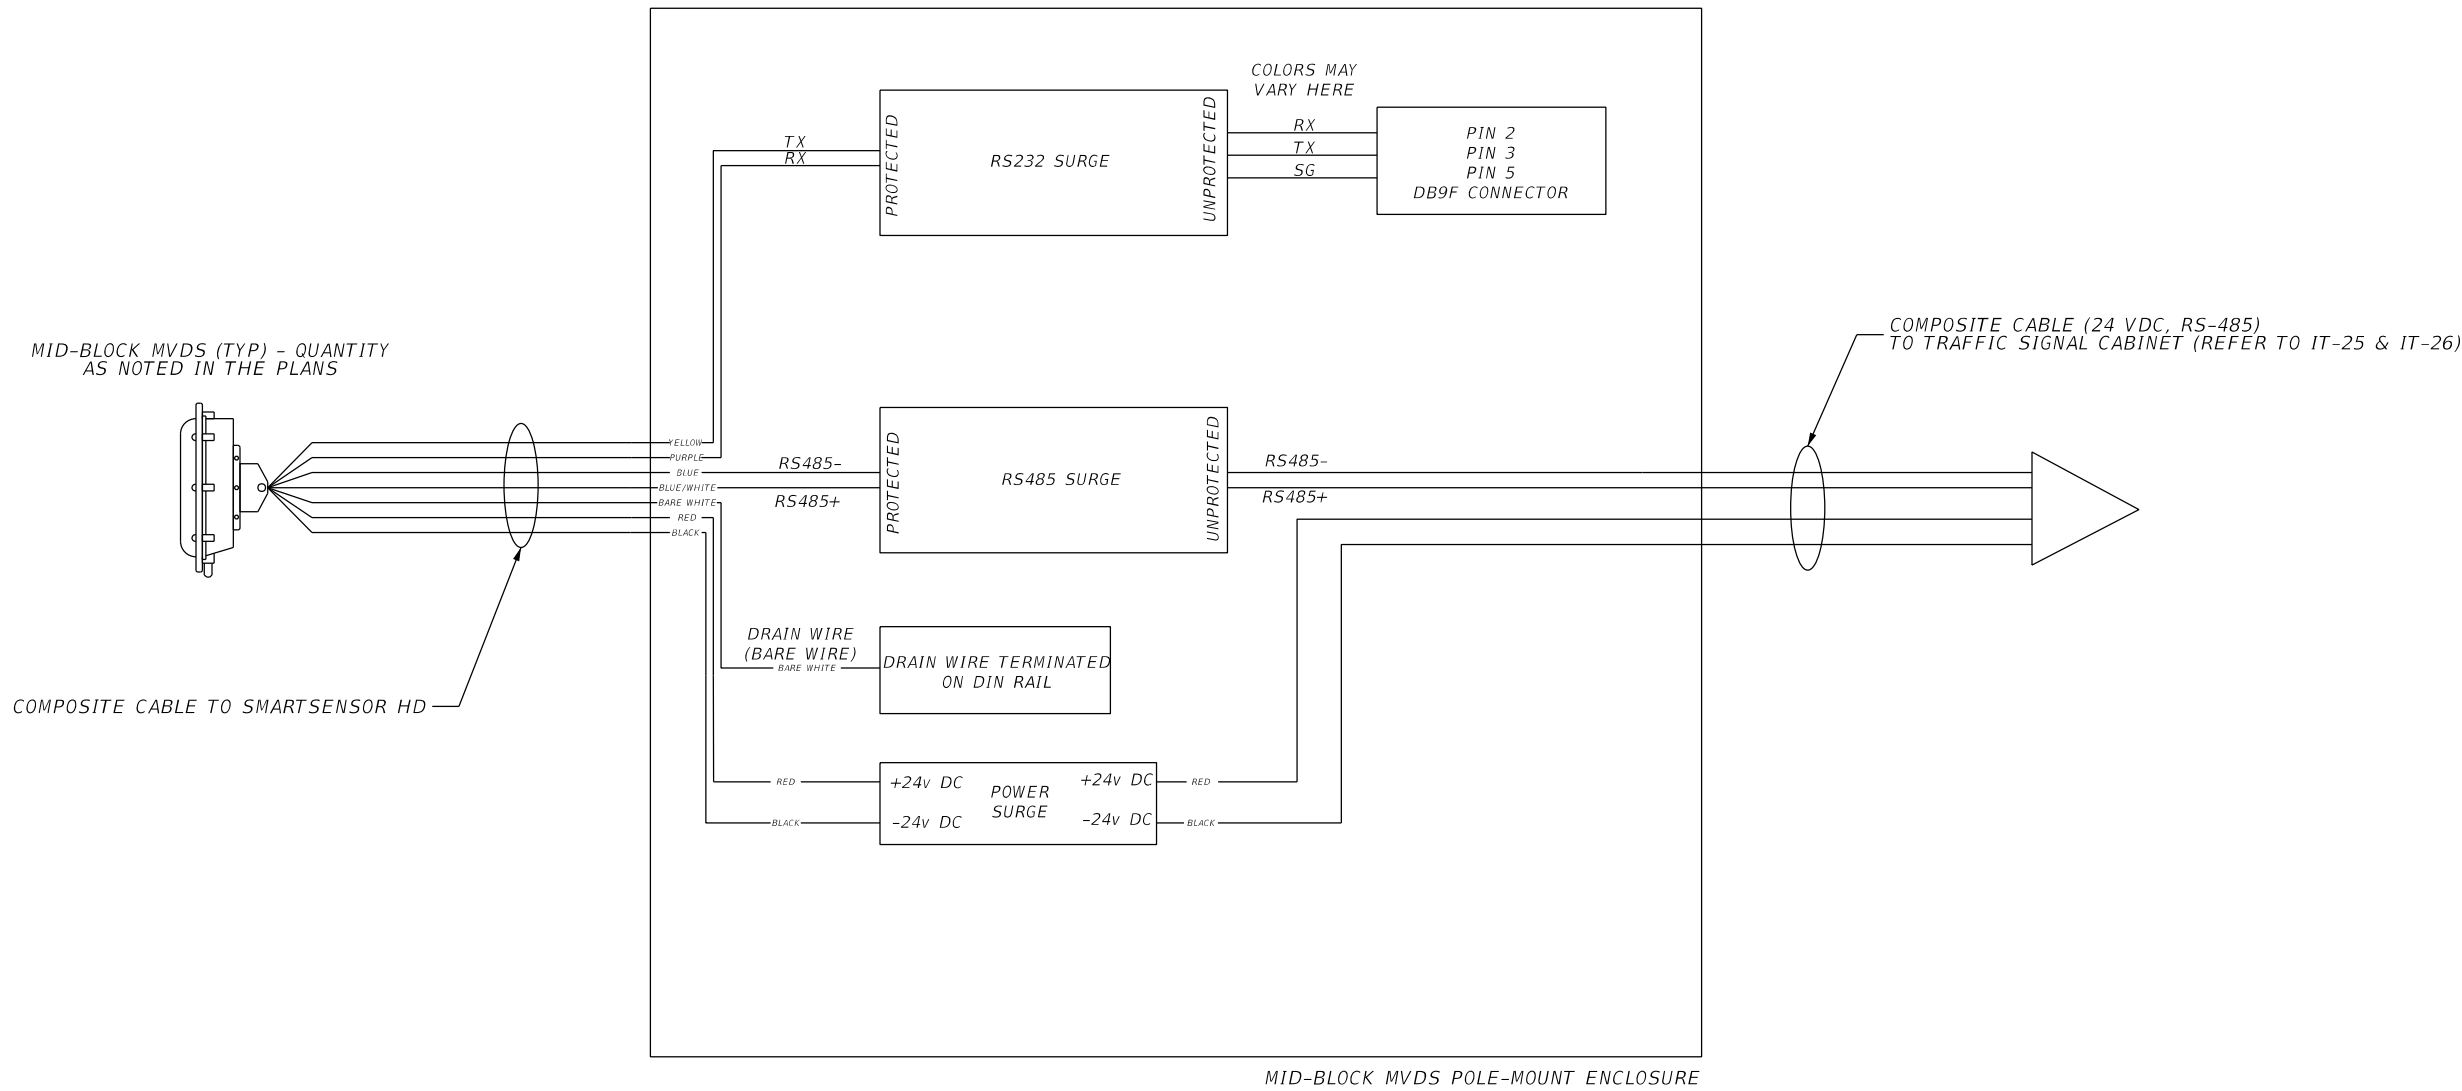 COLORS MAY
VARY HERE
PROTECTED
RS232 SURGE
UNPROTECTED
TX
RX
RX
TX
SG
PIN 2
PIN 3
PIN 5
DB9F CONNECTOR
MID-BLOCK MVDS (TYP) - QUANTITY
AS NOTED IN THE PLANS
COMPOSITE CABLE (24 VDC, RS-485)
TO TRAFFIC SIGNAL CABINET (REFER TO IT-25 & IT-26)
YELLOW
PURPLE
BLUE
BLUE/WHITE
BARE WHITE
RED
BLACK
RS485-
RS485+
PROTECTED
RS485 SURGE
UNPROTECTED
RS485-
RS485+
DRAIN WIRE
(BARE WIRE)
BARE WHITE
DRAIN WIRE TERMINATED
ON DIN RAIL
COMPOSITE CABLE TO SMARTSENSOR HD
RED
BLACK
+24v DC
-24v DC
POWER
SURGE
+24v DC
-24v DC
RED
BLACK
MID-BLOCK MVDS POLE-MOUNT ENCLOSURE